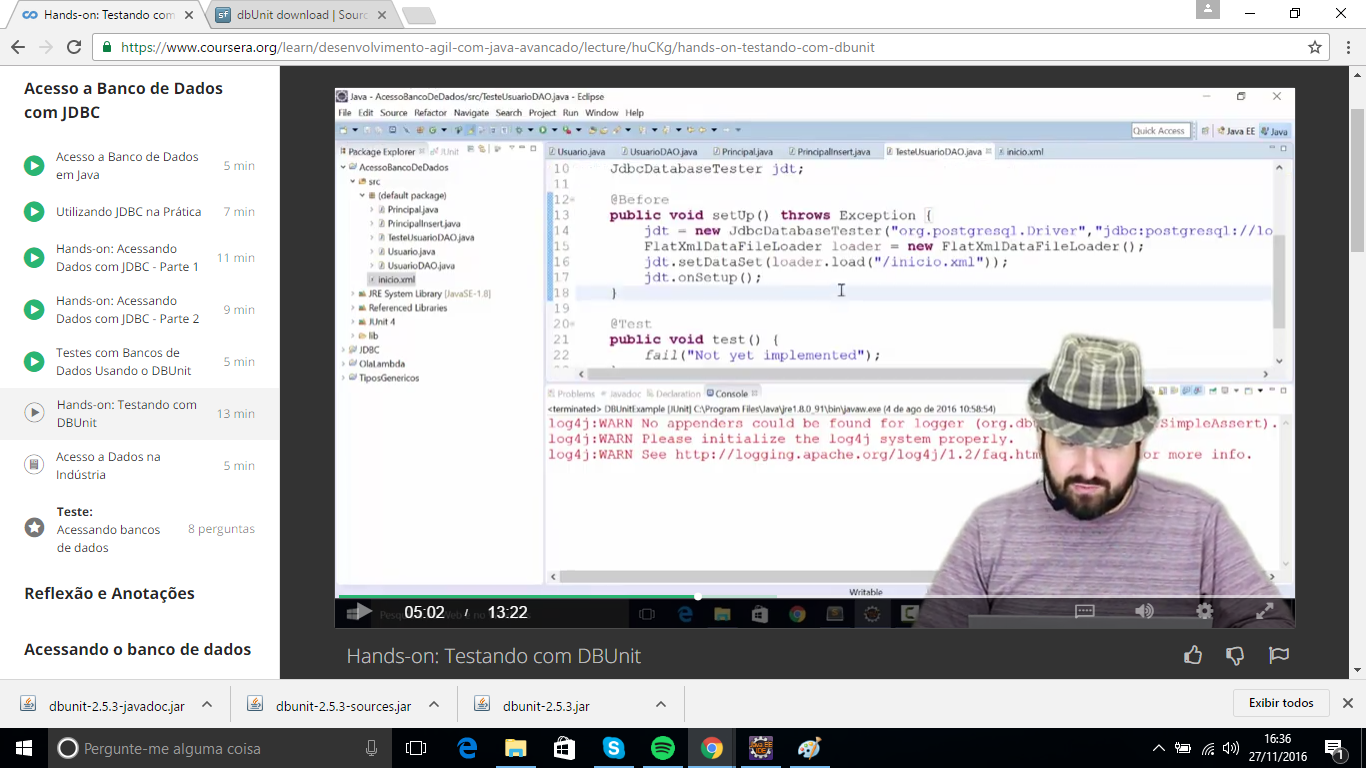 Hands-on: Testando com
dbUnit download | Sourc
https://www.coursera.org/learn/desenvolvimento-agil-com-java-avancado/lecture/huCKg/hands-on-testando-com-dbunit
Acesso a Banco de Dados
com JDBC
Acesso a Banco de Dados
em Java
5 min
Utilizando JDBC na Prática
7 min
Hands-on: Acessando
Dados com JDBC - Parte 1
11 min
Hands-on: Acessando
Dados com JDBC - Parte 2
9 min
Testes com Bancos de
Dados Usando o DBUnit
5 min
Hands-on: Testando com
DBUnit
13 min
Acesso a Dados na
Indústria
5 min
Teste:
Acessando bancos
de dados
8 perguntas
Reflexão e Anotações
Acessando o banco de dados
Java - AcessoBancoDeDados/src/TesteUsuarioDAO.java - Eclipse
File Edit Source Refactor Navigate Search Project Run Window Help
Quick Access
Java EE
Java
Package Explorer
JUnit
AcessoBancoDeDados
src
(default package)
Principal.java
PrincipalInsert.java
TesteUsuarioDAO.java
Usuario.java
UsuarioDAO.java
inicio.xml
JRE System Library [JavaSE-1.8]
Referenced Libraries
JUnit 4
lib
JDBC
OlaLambda
TiposGenericos
Usuario.java
UsuarioDAO.java
Principal.java
PrincipalInsert.java
TesteUsuarioDAO.java
inicio.xml
10 JdbcDatabaseTester jdt;
11
12 @Before
13 public void setUp() throws Exception {
14 jdt = new JdbcDatabaseTester("org.postgresql.Driver","jdbc:postgresql://lo
15 FlatXmlDataFileLoader loader = new FlatXmlDataFileLoader();
16 jdt.setDataSet(loader.load("/inicio.xml"));
17 jdt.onSetup();
18 }
19
20 @Test
21 public void test() {
22 fail("Not yet implemented");
Problems
Javadoc
Declaration
Console
<terminated> DBUnitExample [JUnit] C:\Program Files\Java\jre1.8.0_91\bin\javaw.exe (4 de ago de 2016 10:58:54)
log4j:WARN No appenders could be found for logger (org.db SimpleAssert).
log4j:WARN Please initialize the log4j system properly.
log4j:WARN See http://logging.apache.org/log4j/1.2/faq.htm or more info.
Writable
05:02 / 13:22
Hands-on: Testando com DBUnit
dbunit-2.5.3-javadoc.jar
dbunit-2.5.3-sources.jar
dbunit-2.5.3.jar
Exibir todos
Pergunte-me alguma coisa
16:36
27/11/2016
1